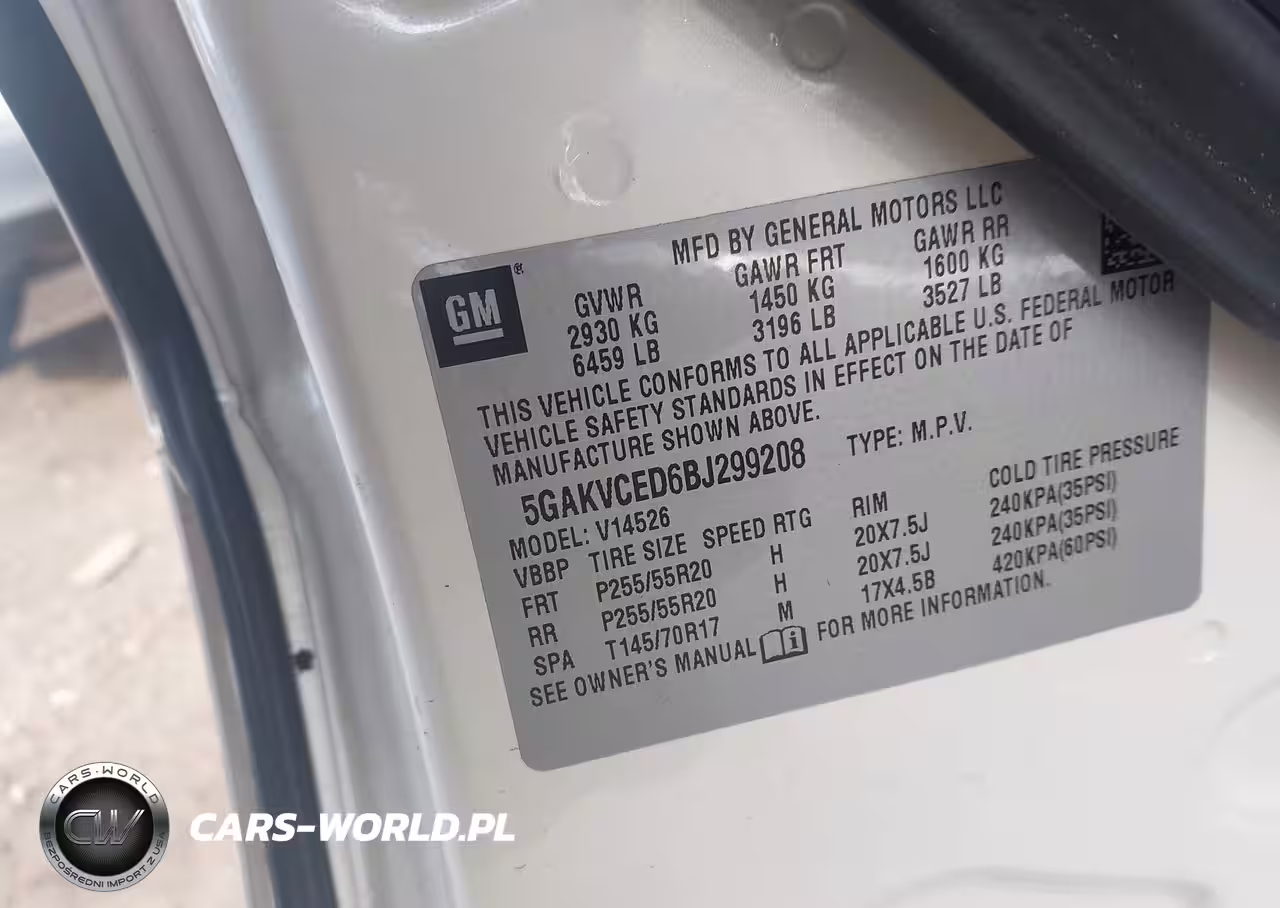 MFD BY GENERAL MOTORS LLC
GM®
GVWR GAWR FRT GAWR RR
2930 KG 1450 KG 1600 KG
6459 LB 3196 LB 3527 LB
THIS VEHICLE CONFORMS TO ALL APPLICABLE U.S. FEDERAL MOTOR
VEHICLE SAFETY STANDARDS IN EFFECT ON THE DATE OF
MANUFACTURE SHOWN ABOVE.
5GAKVCED6BJ299208 TYPE: M.P.V.
MODEL: V14526
VBBP TIRE SIZE SPEED RTG RIM COLD TIRE PRESSURE
FRT P255/55R20 H 20X7.5J 240KPA(35PSI)
RR P255/55R20 H 20X7.5J 240KPA(35PSI)
SPA T145/70R17 M 17X4.5B 420KPA(60PSI)
SEE OWNER'S MANUAL FOR MORE INFORMATION.
CARS-WORLD
CW
BEZPOŚREDNI IMPORT Z USA
CARS-WORLD.PL